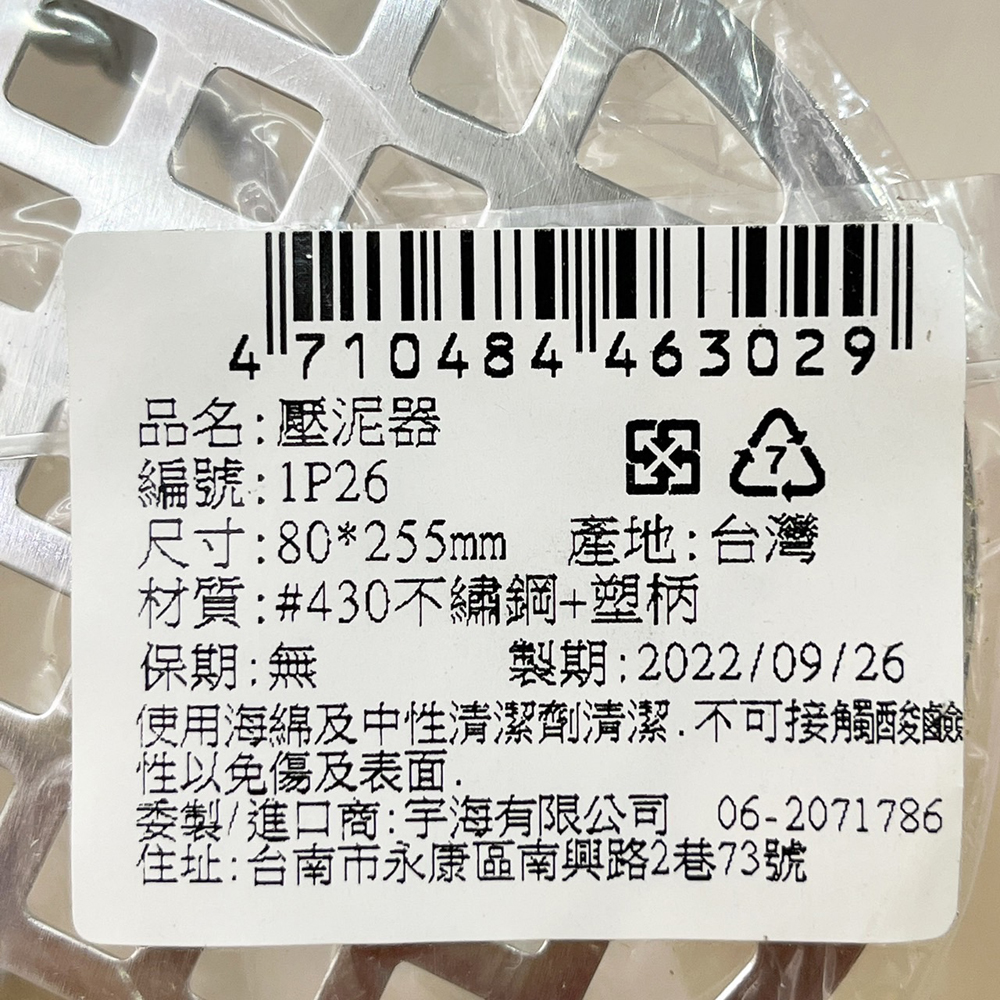 4 710484 463029
品名:壓泥器
編號:1P26
7
尺寸:80*255mm 產地:台灣
材質:#430不繡鋼+塑柄
保期:無 製期:2022/09/26
使用海綿及中性清潔劑清潔.不可接觸酸鹼
性以免傷及表面.
委製/進口商:宇海有限公司 06-2071786
住址:台南市永康區南興路2巷73號